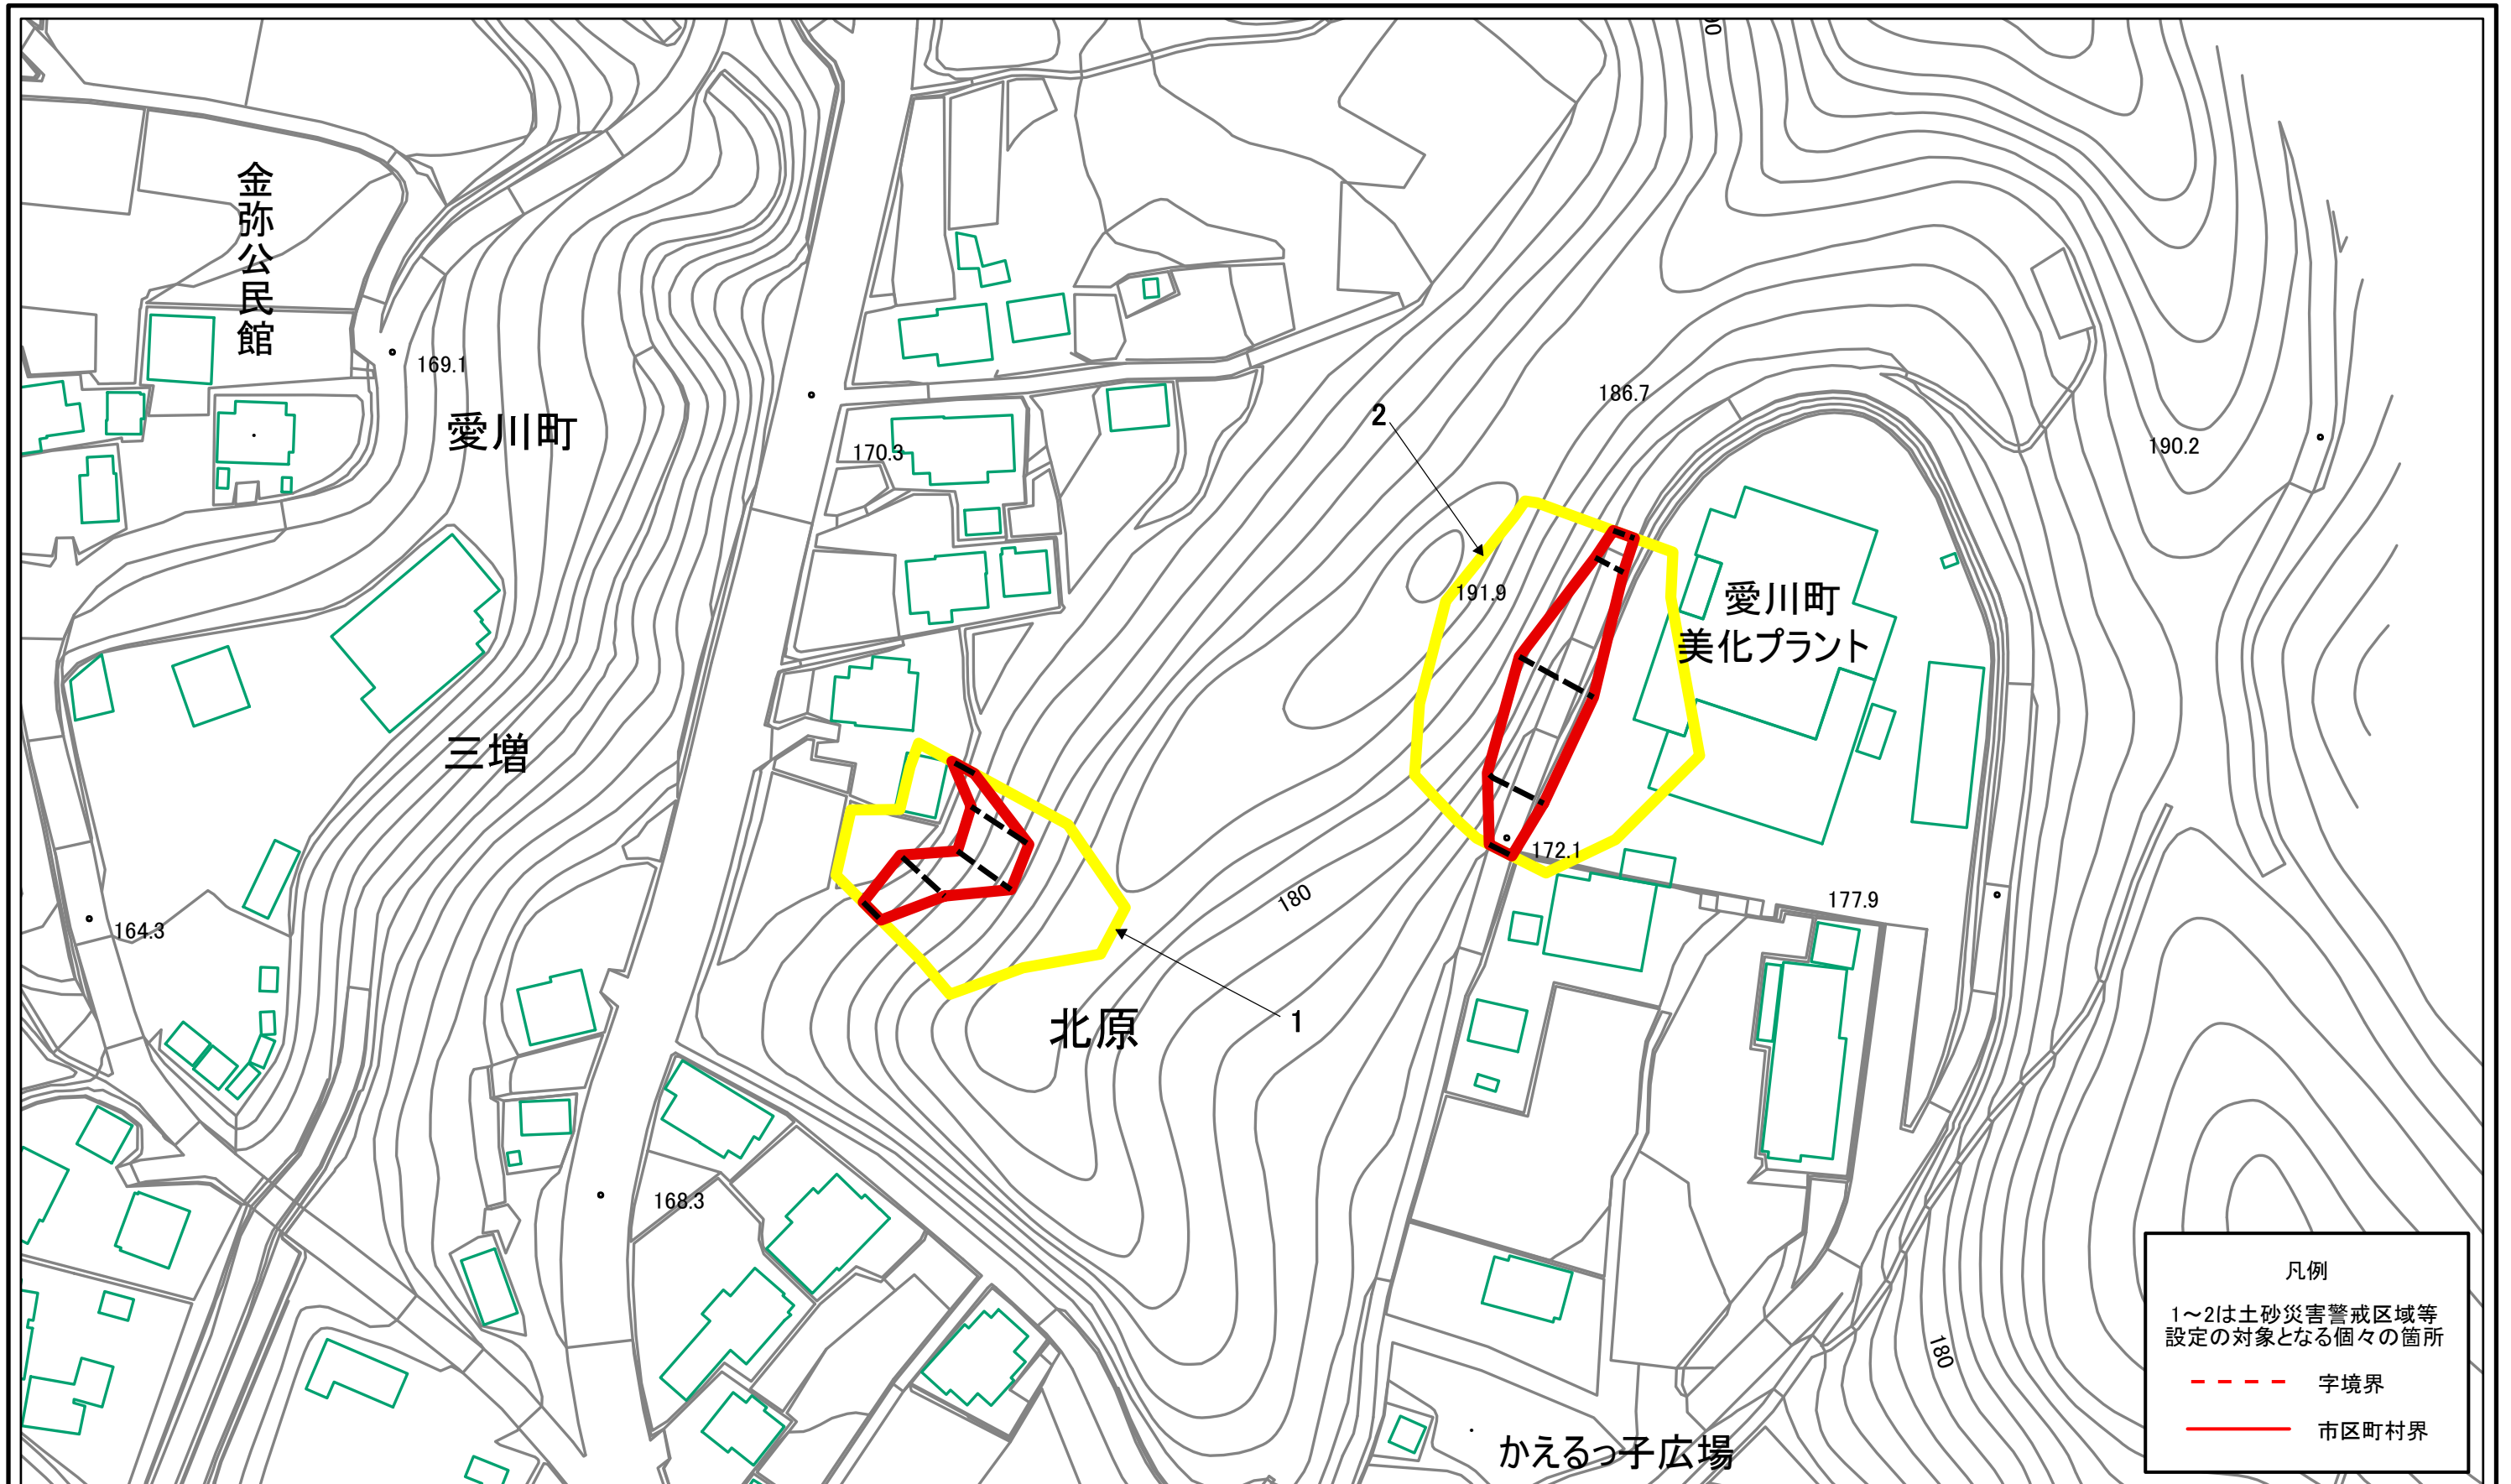 90
金弥公民館
169.1
愛川町
186.7
2
170.3
190.2
191.9
愛川町
美化プラント
三増
172.1
180
177.9
164.3
北原
1
168.3
180
かえるっ子広場
凡例
1～2は土砂災害警戒区域等
設定の対象となる個々の箇所
字境界
市区町村界